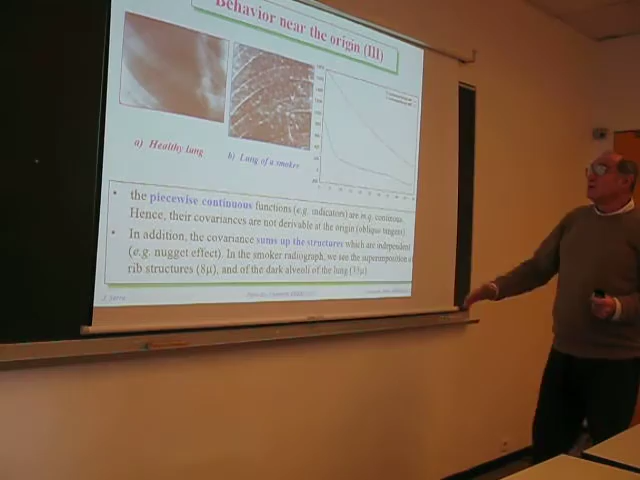 Behavior near the origin (III)
a) Healthy lung
b) Lung of a smoker
• the piecewise continuous functions (e.g. indicators) are m.q. continous.
Hence, their covariances are not derivable at the origin (oblique tangent)
• In addition, the covariance sums up the structures which are independent
(e.g. nugget effect). In the smoker radiograph, we see the superimposition of
rib structures (8μ), and of the dark alveoli of the lung (35μ)
J. Serra